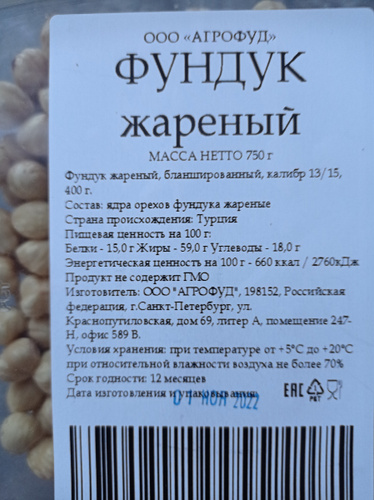 ООО «АГРОФУД»
ФУНДУК
жареный
МАССА НЕТТО 750 г
Фундук жареный, бланшированный, калибр 13/15,
400 г.
Состав: ядра орехов фундука жареные
Страна происхождения: Турция
Пищевая ценность на 100 г:
Белки - 15,0 г Жиры - 59,0 г Углеводы - 18,0 г
Энергетическая ценность на 100 г - 660 ккал / 2760кДж
Продукт не содержит ГМО
Изготовитель: ООО "АГРОФУД", 198152, Российская
федерация, г.Санкт-Петербург, ул.
Краснопутиловская, дом 69, литер А, помещение 247-
Н, офис 589 В.
Условия хранения: при температуре от +5°С до +20°С
при относительной влажности воздуха не более 70%
Срок годности: 12 месяцев
Дата изготовления и упаковывания
01 НОЯ 2022
ЕАС